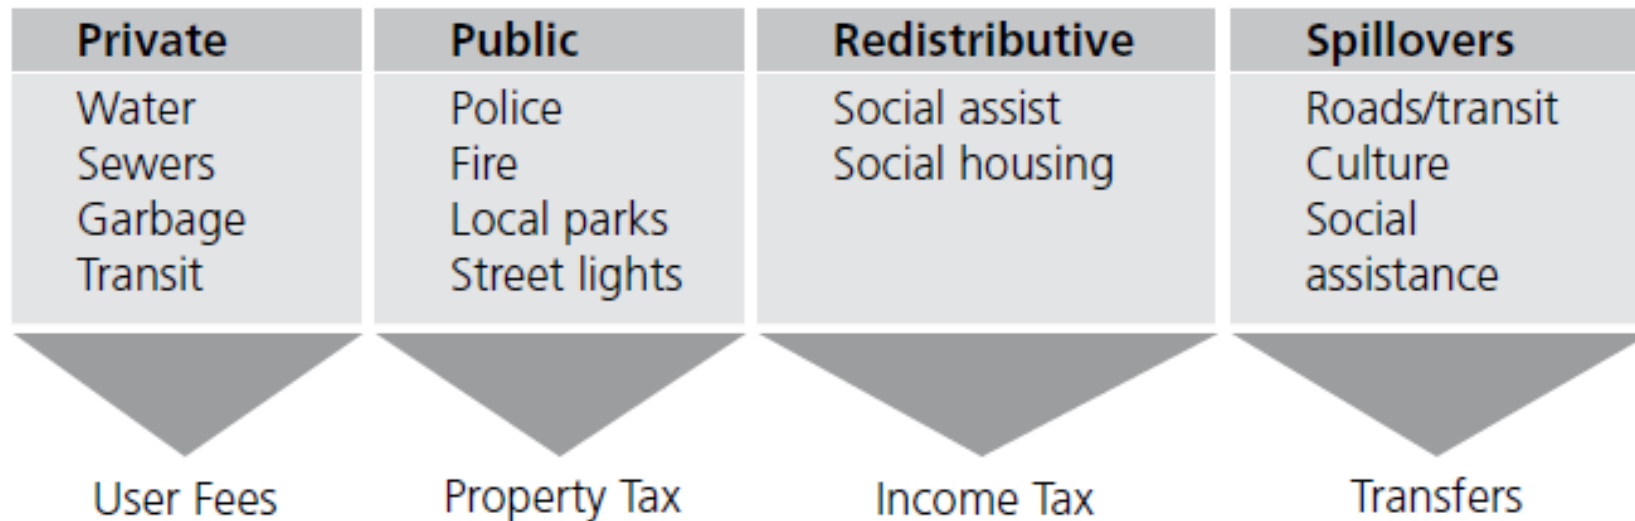 Private
Water
Sewers
Garbage
Transit
User Fees
Public
Police
Fire
Local parks
Street lights
Property Tax
Redistributive
Social assist
Social housing
Income Tax
Spillovers
Roads/transit
Culture
Social
assistance
Transfers